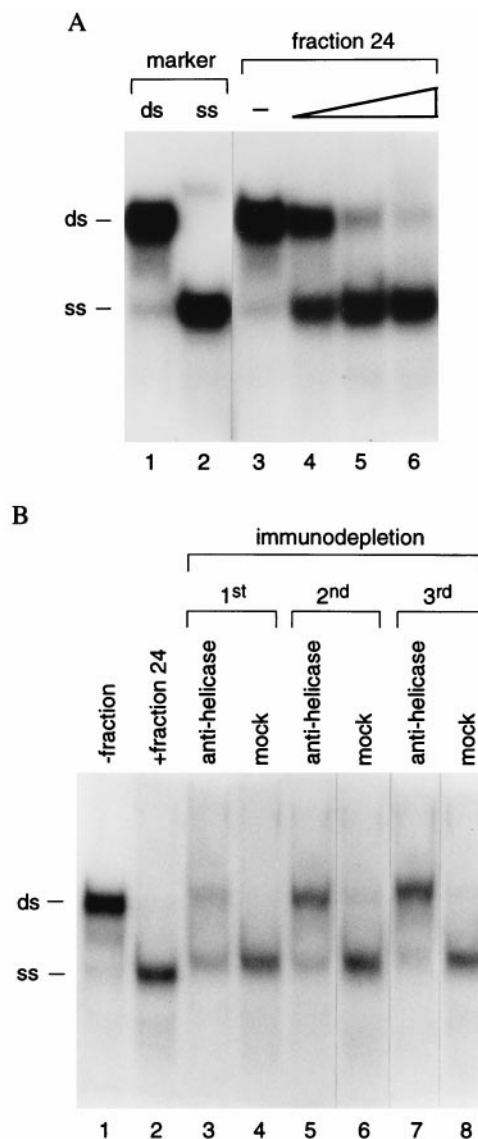 A
marker
fraction 24
ds ss –
ds –
ss –
1 2 3 4 5 6
B
immunodepletion
1st 2nd 3rd
-fraction
+fraction 24
anti-helicase
mock
anti-helicase
mock
anti-helicase
mock
ds –
ss –
1 2 3 4 5 6 7 8